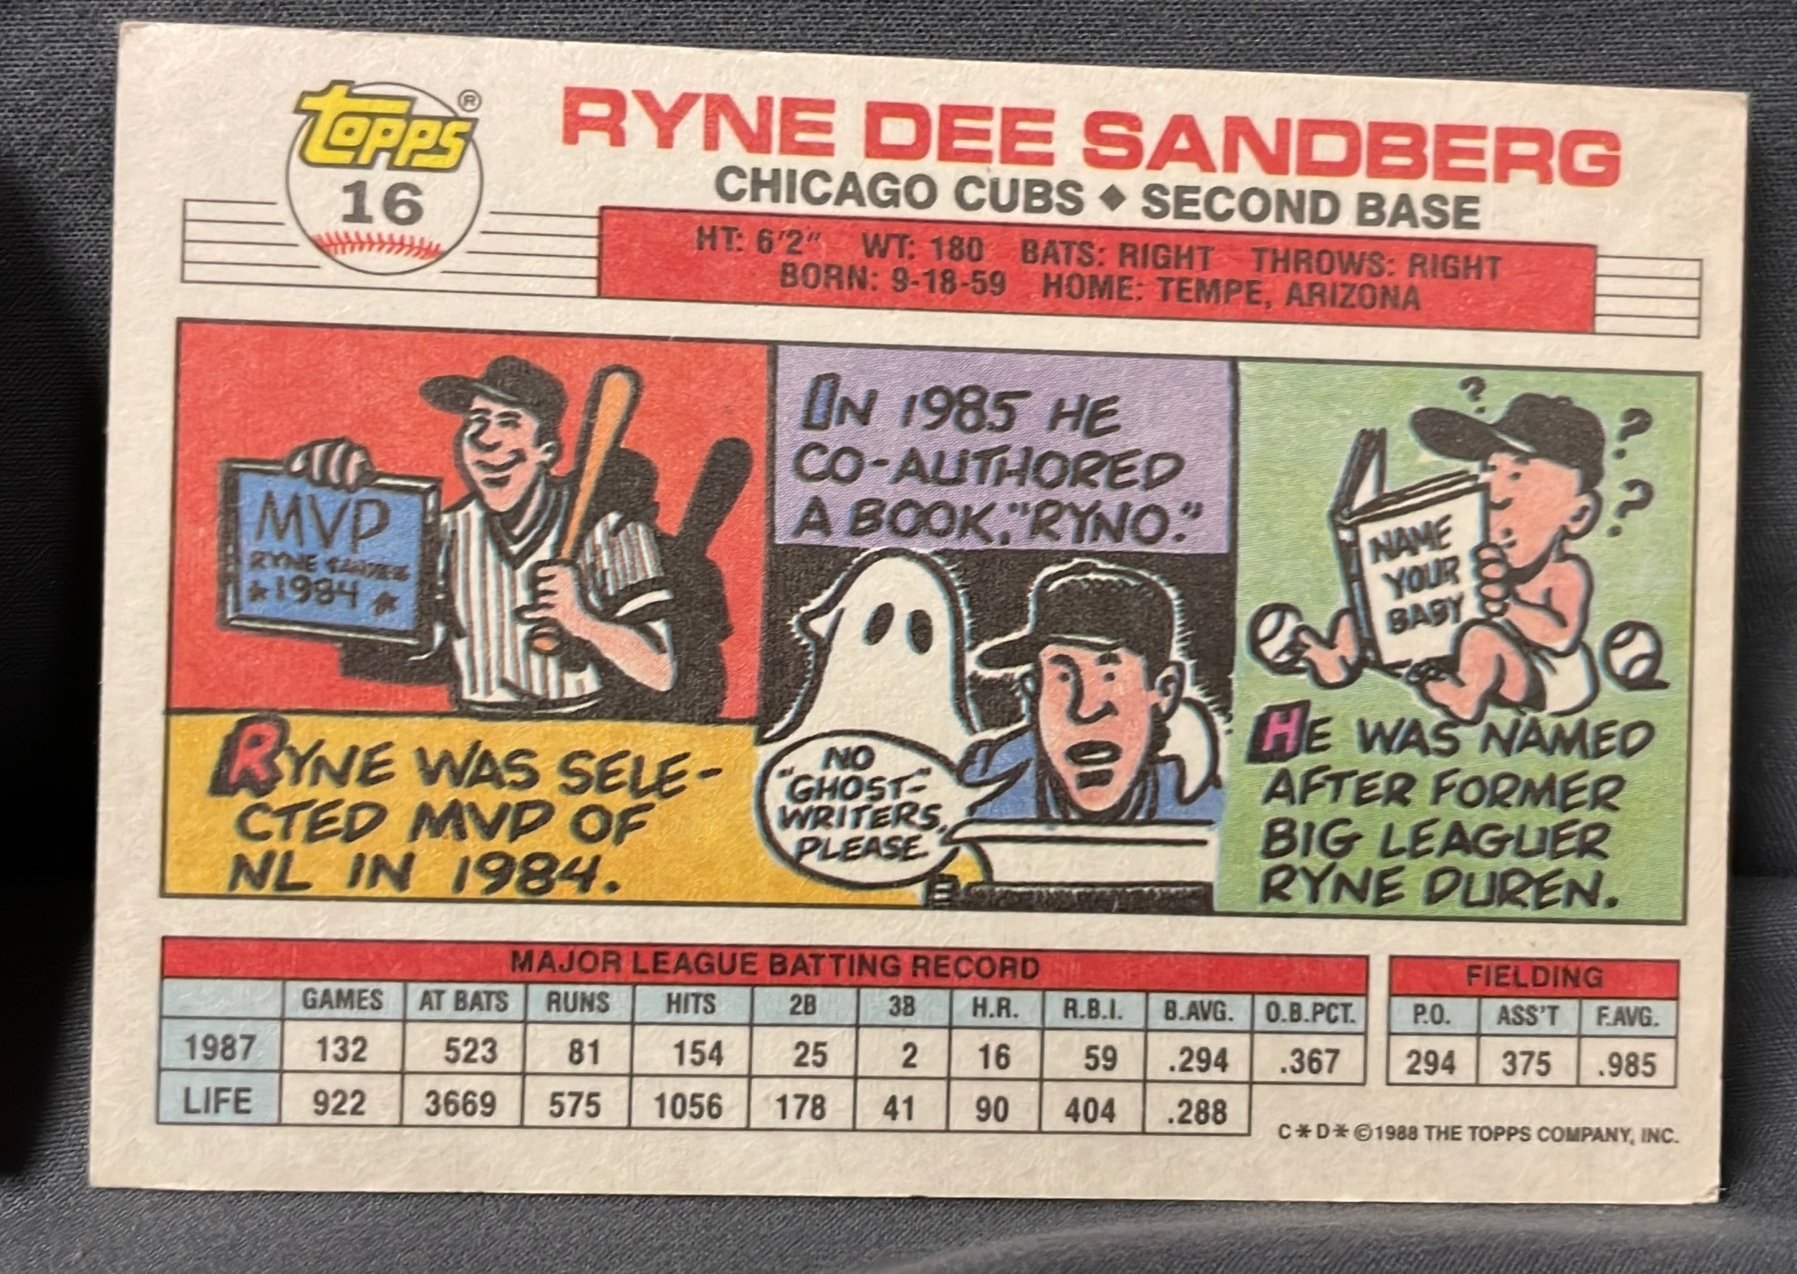 Topps ®
16
RYNE DEE SANDBERG
CHICAGO CUBS ◆ SECOND BASE
HT: 6'2" WT: 180 BATS: RIGHT THROWS: RIGHT
BORN: 9-18-59 HOME: TEMPE, ARIZONA
MVP
RYNE
★ 1984 ★
RYNE WAS SELE-
CTED MVP OF
NL IN 1984.
IN 1985 HE
CO-AUTHORED
A BOOK, "RYNO."
NO
"GHOST-"
WRITERS,
PLEASE.
? ? ? ?
NAME
YOUR
BABY
HE WAS NAMED
AFTER FORMER
BIG LEAGUER
RYNE DUREN.
MAJOR LEAGUE BATTING RECORD
GAMES AT BATS RUNS HITS 2B 3B H.R. R.B.I. B.AVG. O.B.PCT.
1987 132 523 81 154 25 2 16 59 .294 .367
LIFE 922 3669 575 1056 178 41 90 404 .288
FIELDING
P.O. ASS'T F.AVG.
294 375 .985
C*D*©1988 THE TOPPS COMPANY, INC.